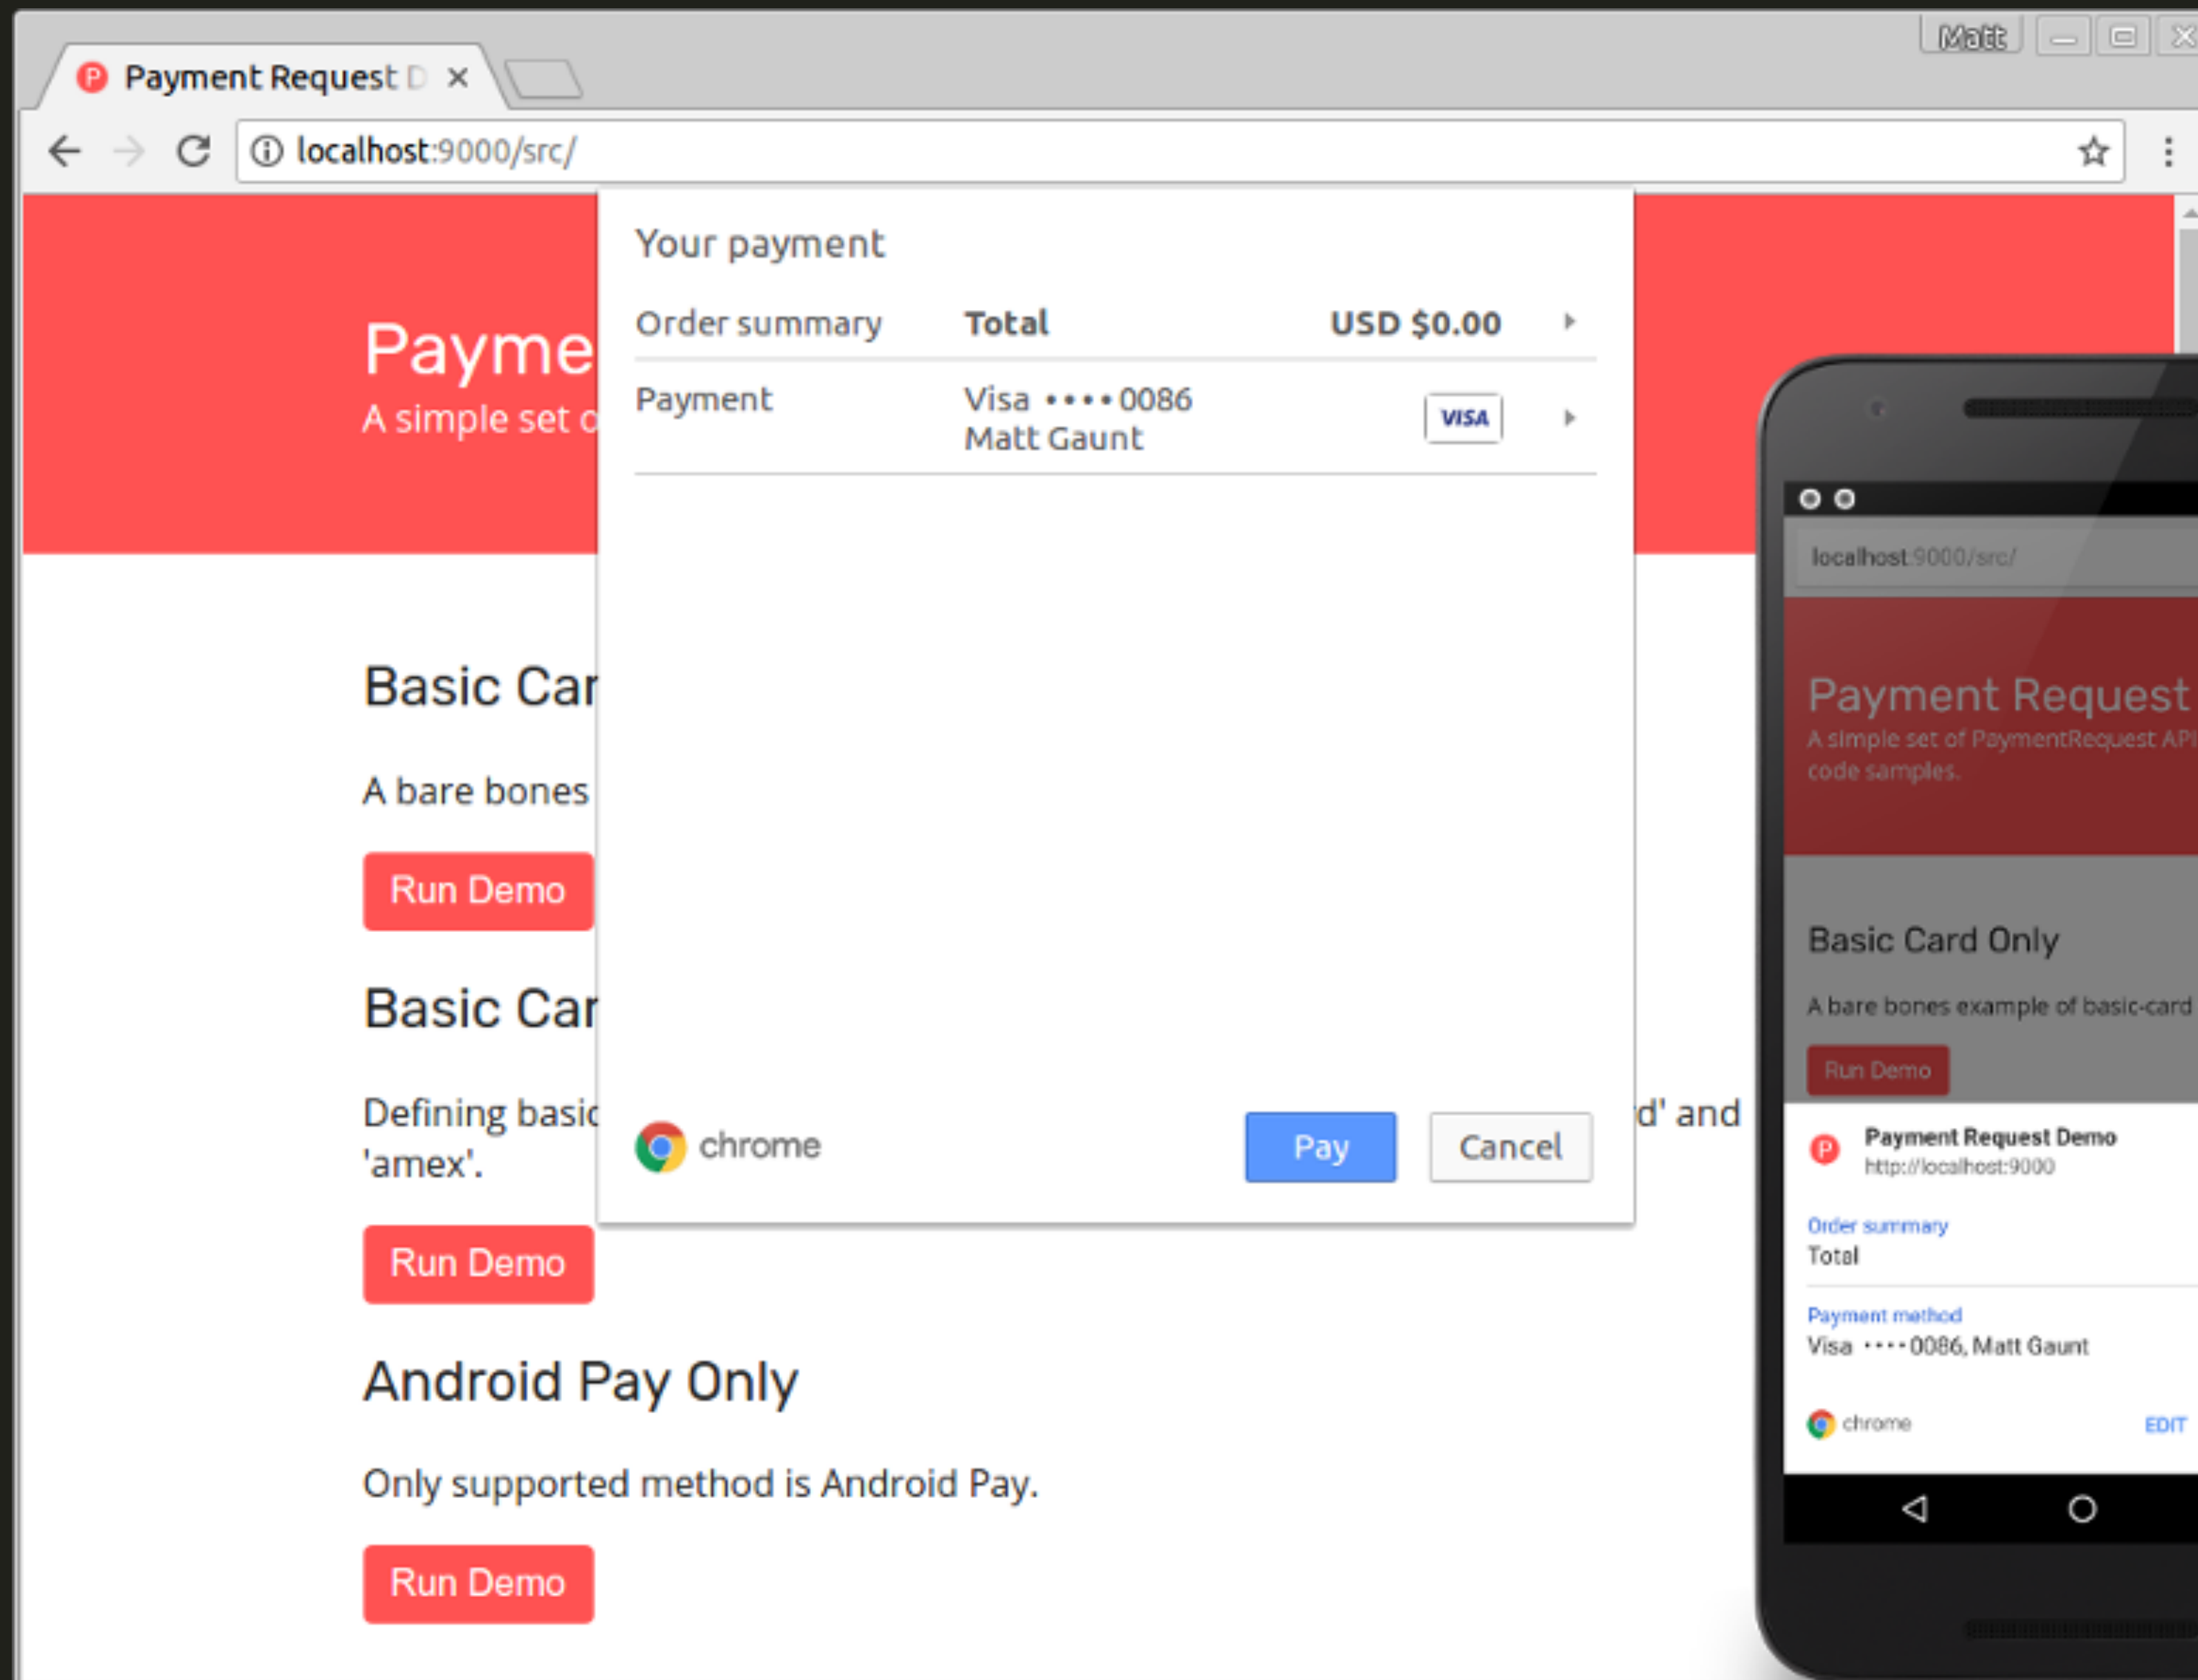 Matt
Payment Request D
localhost:9000/src/
Your payment
Order summary Total USD $0.00
Payment Visa ••••0086 VISA
Matt Gaunt
Payme
A simple set o
Basic Car
A bare bones
Run Demo
Basic Car
Defining basic
rd' and
'amex'.
chrome Pay Cancel
Run Demo
Android Pay Only
Only supported method is Android Pay.
Run Demo
localhost:9000/src/
Payment Request
A simple set of PaymentRequest API
code samples.
Basic Card Only
A bare bones example of basic-card
Run Demo
P
Payment Request Demo
http://localhost:9000
Order summary
Total
Payment method
Visa ····0086, Matt Gaunt
chrome EDIT